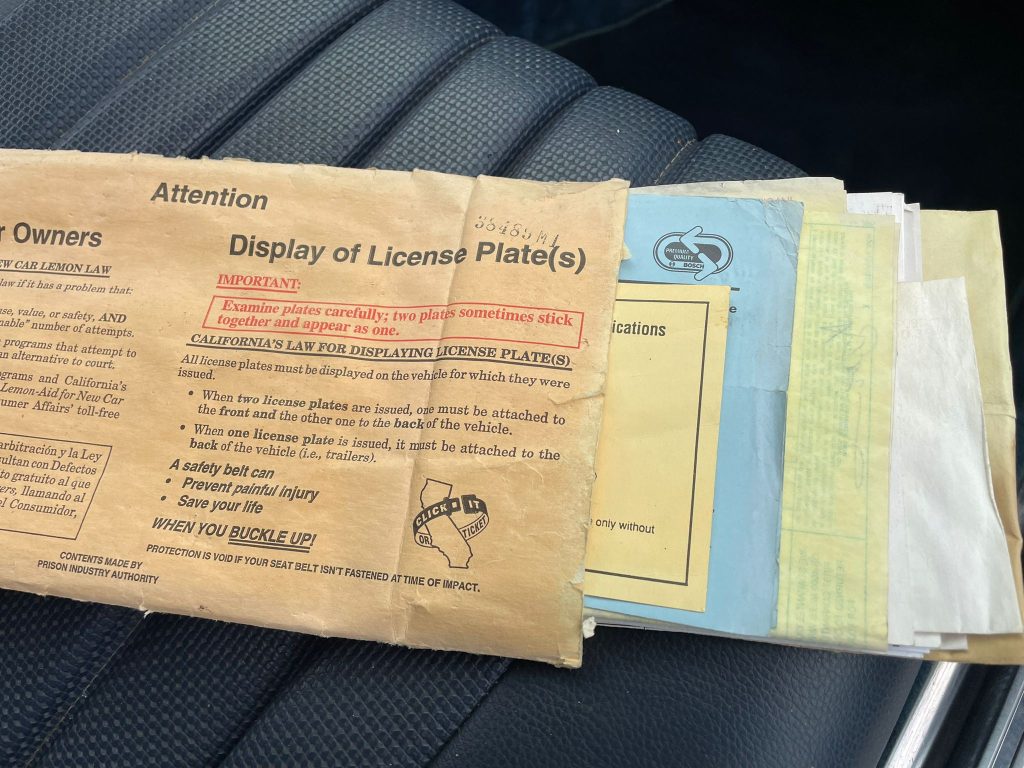 Attention
r Owners
EW CAR LEMON LAW
law if it has a problem that:
use, value, or safety, AND
nable" number of attempts.
programs that attempt to
an alternative to court.
grams and California's
Lemon-Aid for New Car
umer Affairs' toll-free
arbitración y la Ley
sultan con Defectos
to gratuito al que
ers, llamando al
el Consumidor,
CONTENTS MADE BY
PRISON INDUSTRY AUTHORITY
Display of License Plate(s)
IMPORTANT:
Examine plates carefully; two plates sometimes stick
together and appear as one.
CALIFORNIA'S LAW FOR DISPLAYING LICENSE PLATE(S)
All license plates must be displayed on the vehicle for which they were
issued.
• When two license plates are issued, one must be attached to
the front and the other one to the back of the vehicle.
• When one license plate is issued, it must be attached to the
back of the vehicle (i.e., trailers).
A safety belt can
• Prevent painful injury
• Save your life
WHEN YOU BUCKLE UP!
PROTECTION IS VOID IF YOUR SEAT BELT ISN'T FASTENED AT TIME OF IMPACT.
CLICK IT
OR TICKET
PREFERRED
QUALITY
BOSCH
e
ications
e only without